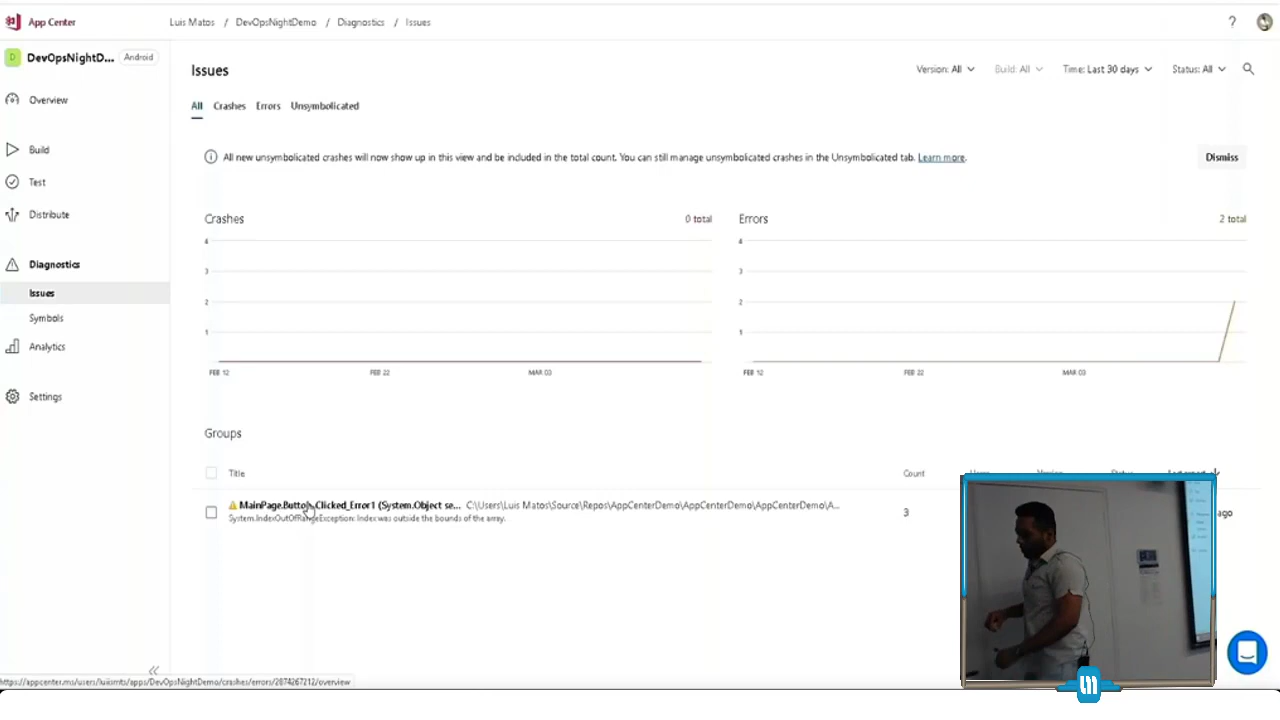 App Center
Luis Matos / DevOpsNightDemo / Diagnostics / Issues
?
D DevOpsNightD... Android
Overview
Build
Test
Distribute
Diagnostics
Issues
Symbols
Analytics
Settings
Issues
Version: All Build: All Time: Last 30 days Status: All
All Crashes Errors Unsymbolicated
All new unsymbolicated crashes will now show up in this view and be included in the total count. You can still manage unsymbolicated crashes in the Unsymbolicated tab. Learn more.
Dismiss
Crashes 0 total
4
3
2
1
FEB 12 FEB 22 MAR 03
Errors 2 total
4
3
2
1
FEB 12 FEB 22 MAR 03
Groups
Title Count
MainPage.Button_Clicked_Error1 (System.Object se... C:\Users\Luis Matos\Source\Repos\AppCenterDemo\AppCenterDemo\AppCenterDemo\A...
System.IndexOutOfRangeException: Index was outside the bounds of the array.
3
ago
https://appcenter.ms/users/luiismts/apps/DevOpsNightDemo/crashes/errors/2874267212/overview